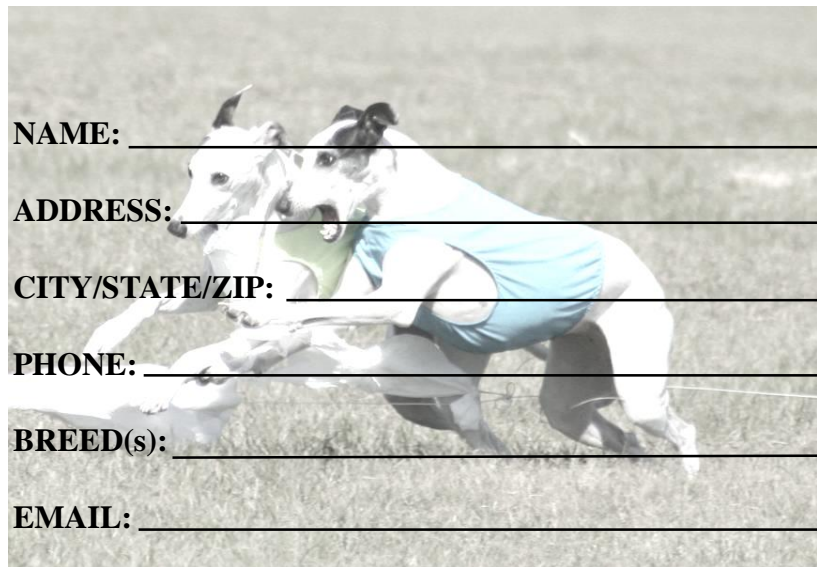 NAME:
ADDRESS:
CITY/STATE/ZIP:
PHONE:
BREED(s):
EMAIL: